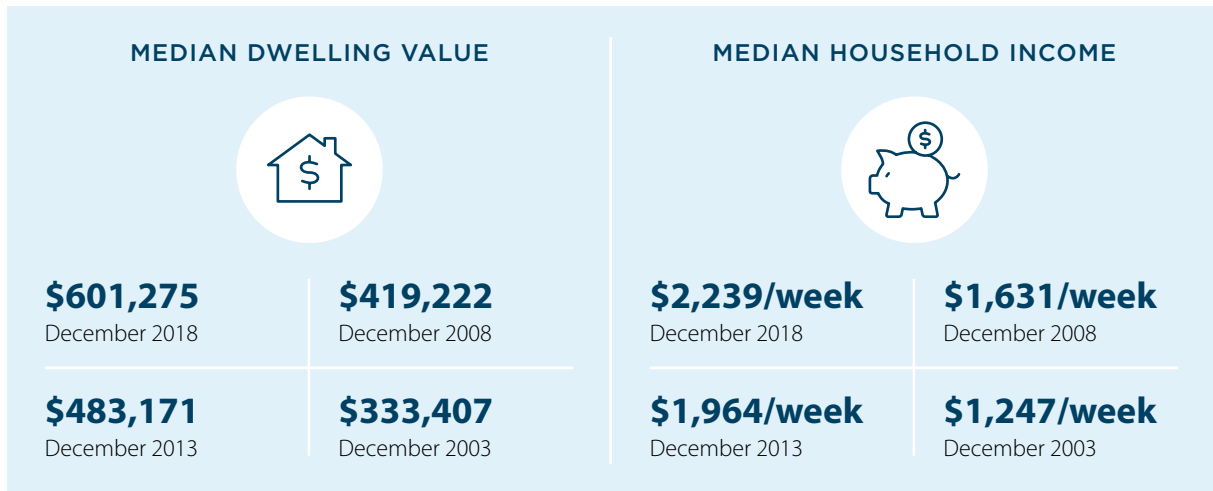 MEDIAN DWELLING VALUE
$
$601,275
December 2018
$419,222
December 2008
$483,171
December 2013
$333,407
December 2003
MEDIAN HOUSEHOLD INCOME
$
$2,239/week
December 2018
$1,631/week
December 2008
$1,964/week
December 2013
$1,247/week
December 2003